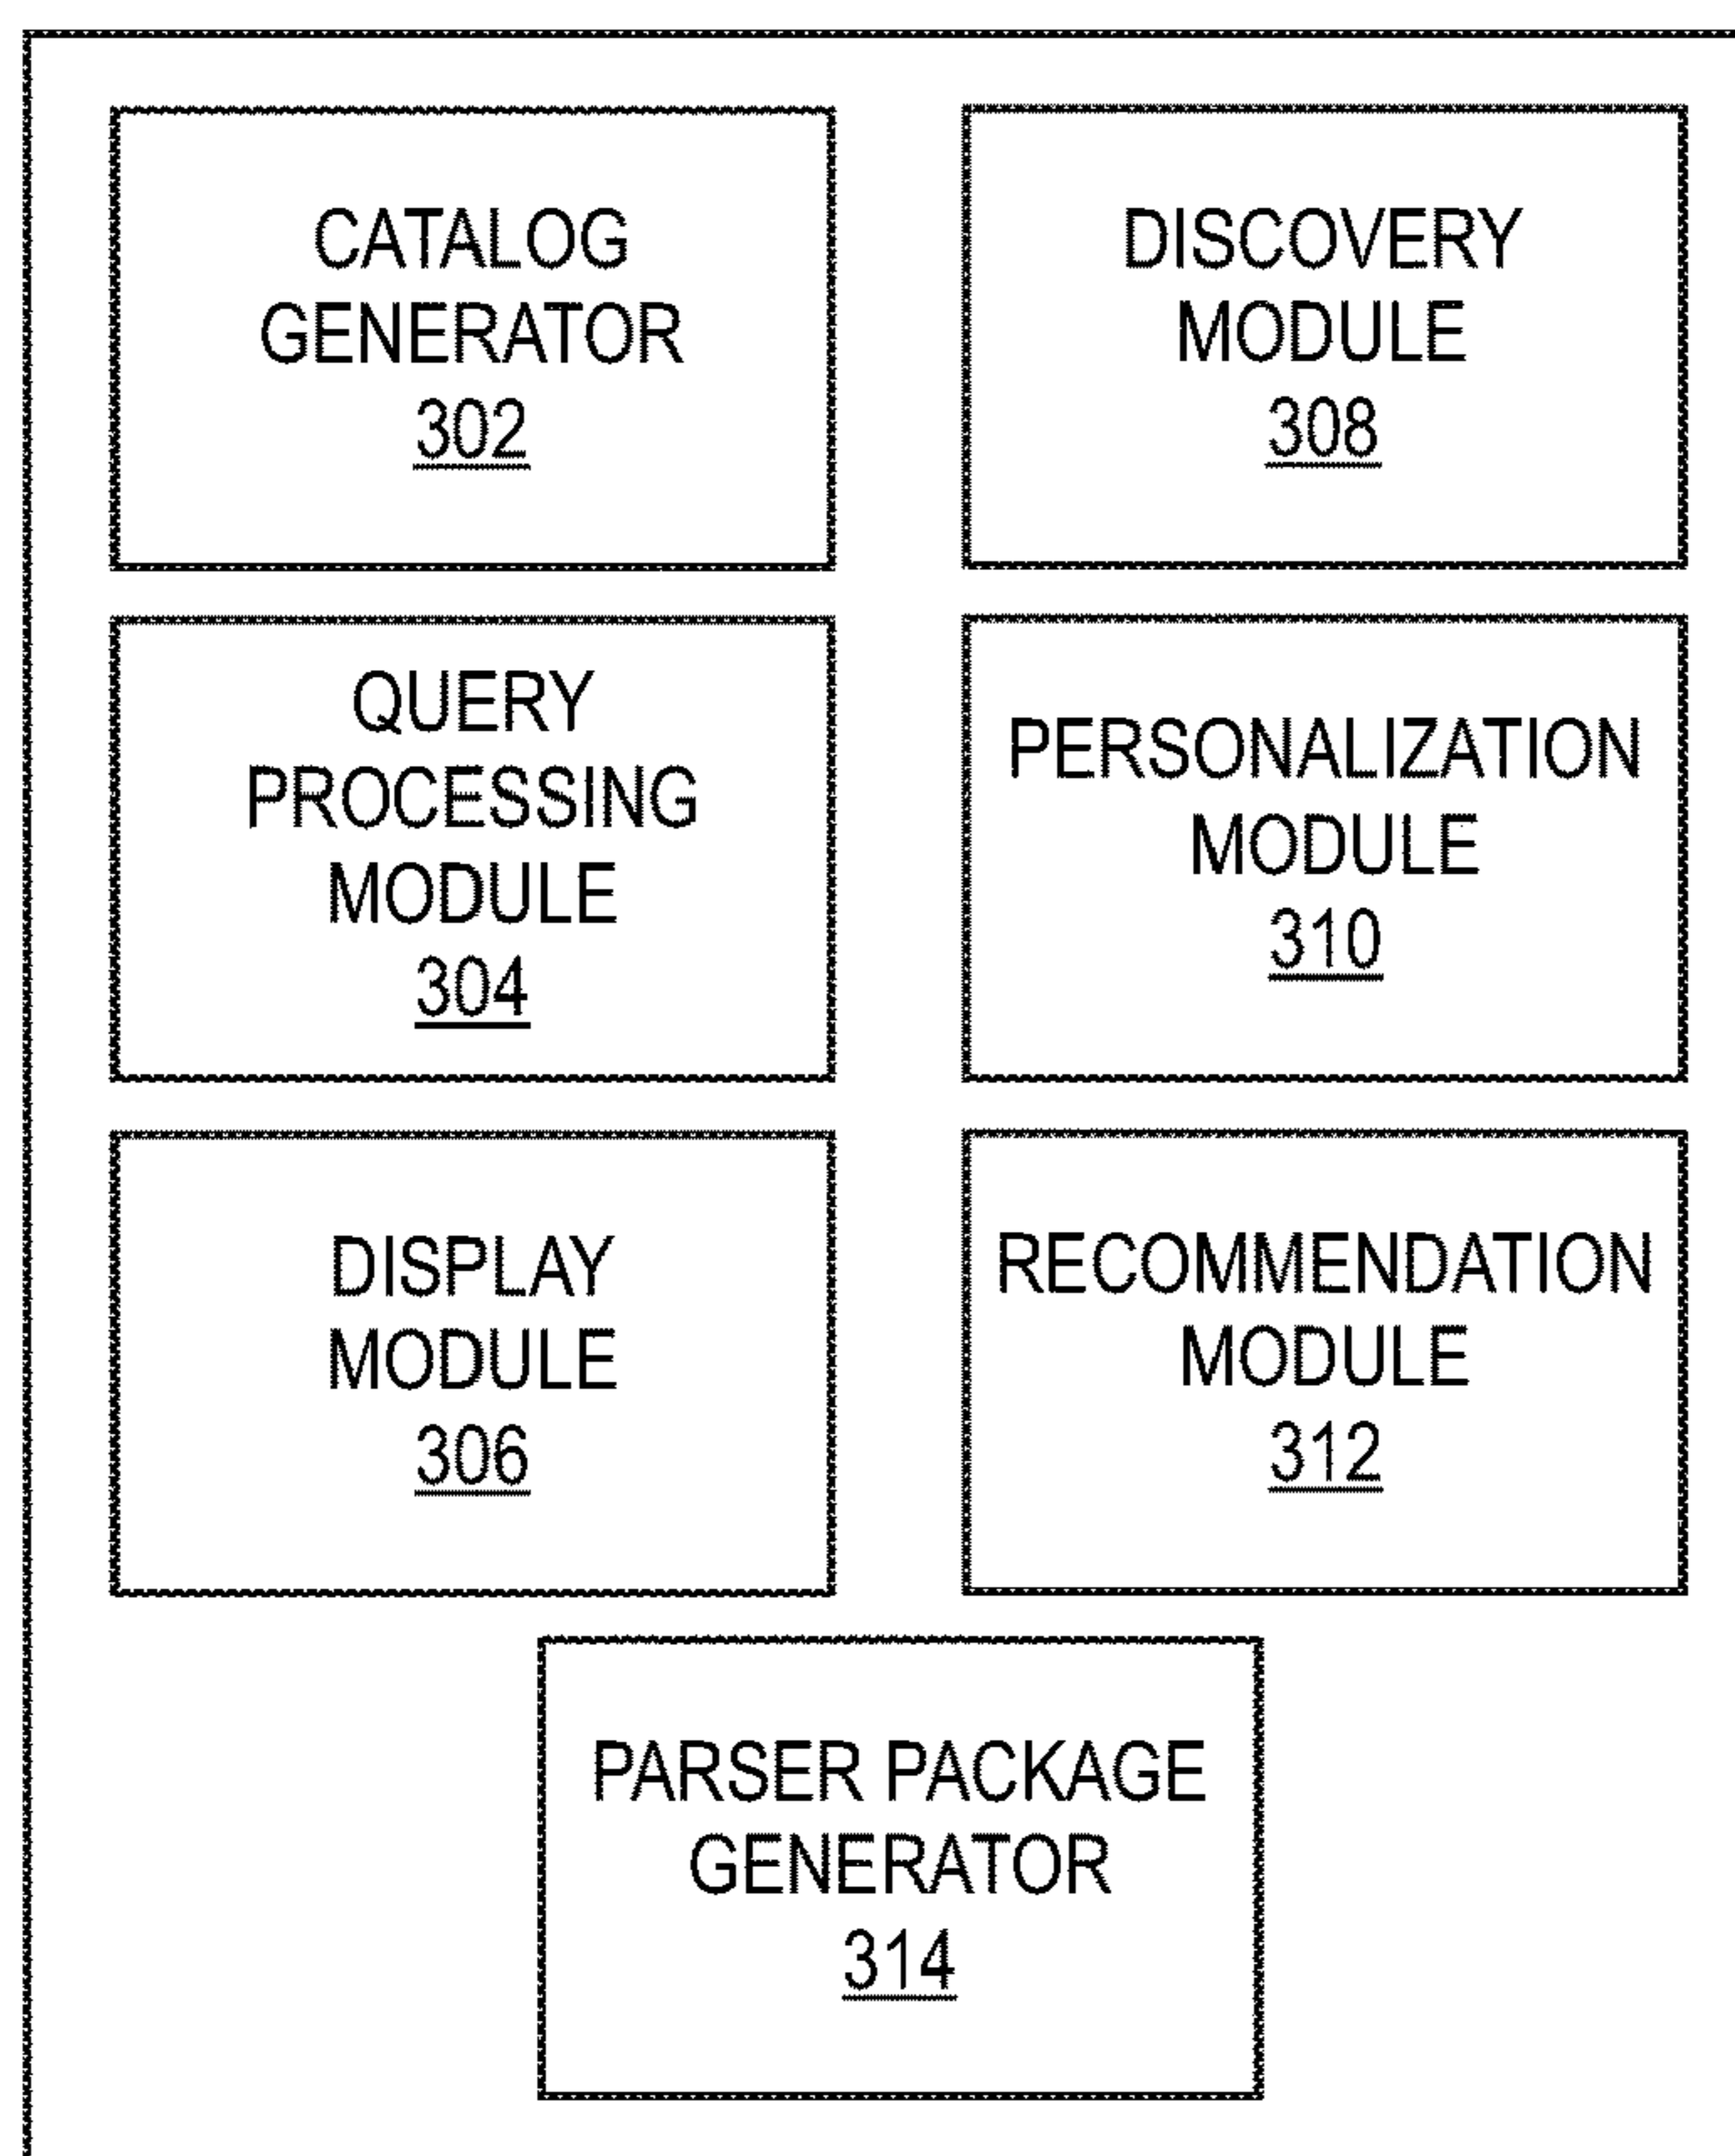 CATALOG
GENERATOR
302
DISCOVERY
MODULE
308
QUERY
PROCESSING
MODULE
304
PERSONALIZATION
MODULE
310
DISPLAY
MODULE
306
RECOMMENDATION
MODULE
312
PARSER PACKAGE
GENERATOR
314